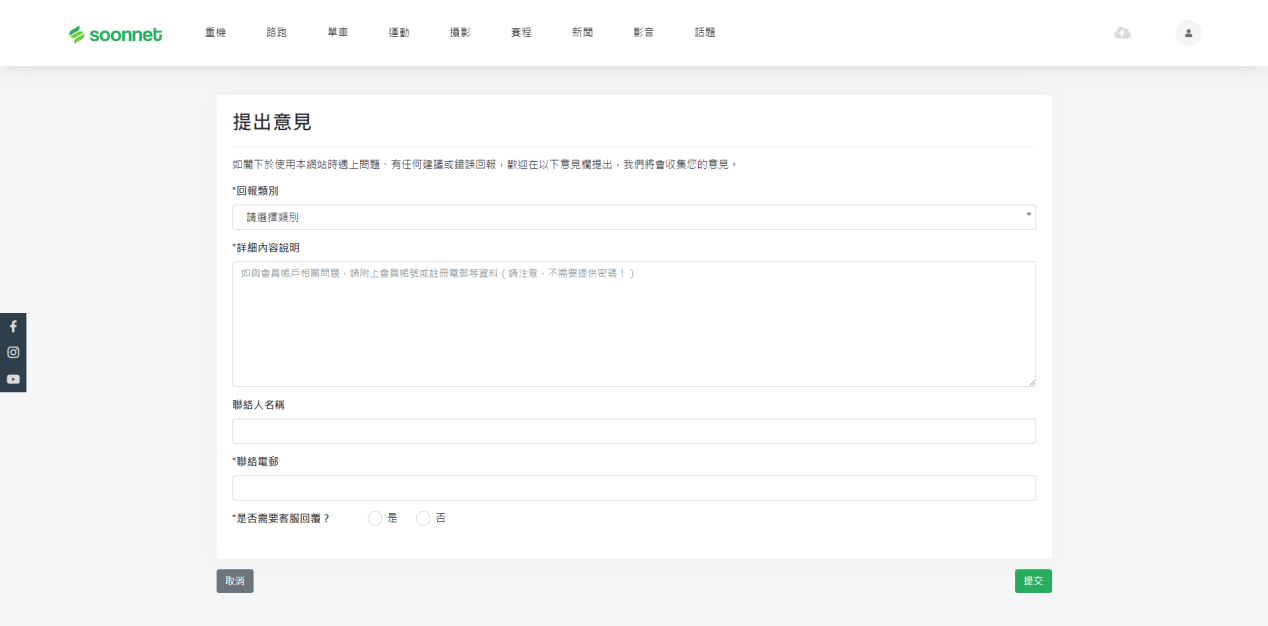 soonnet
重機
路跑
單車
運動
攝影
賽程
新聞
影音
話題
提出意見
如閣下於使用本網站時遇上問題、有任何建議或錯誤回報，歡迎在以下意見欄提出，我們將會收集您的意見。
*回報類別
請選擇類別
*詳細內容說明
如與會員帳戶相關問題，請附上會員帳號或註冊電郵等資料（請注意，不需要提供密碼！）
聯絡人名稱
*聯絡電郵
*是否需要客服回覆？ 是 否
取消
提交